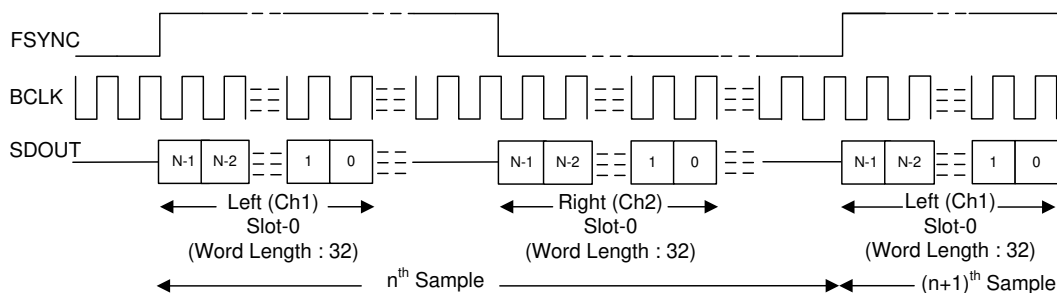 FSYNC
BCLK
SDOUT
N-1 N-2 1 0 N-1 N-2 1 0 N-1 N-2 1 0
Left (Ch1) Right (Ch2) Left (Ch1)
Slot-0 Slot-0 Slot-0
(Word Length : 32) (Word Length : 32) (Word Length : 32)
nth Sample (n+1)th Sample